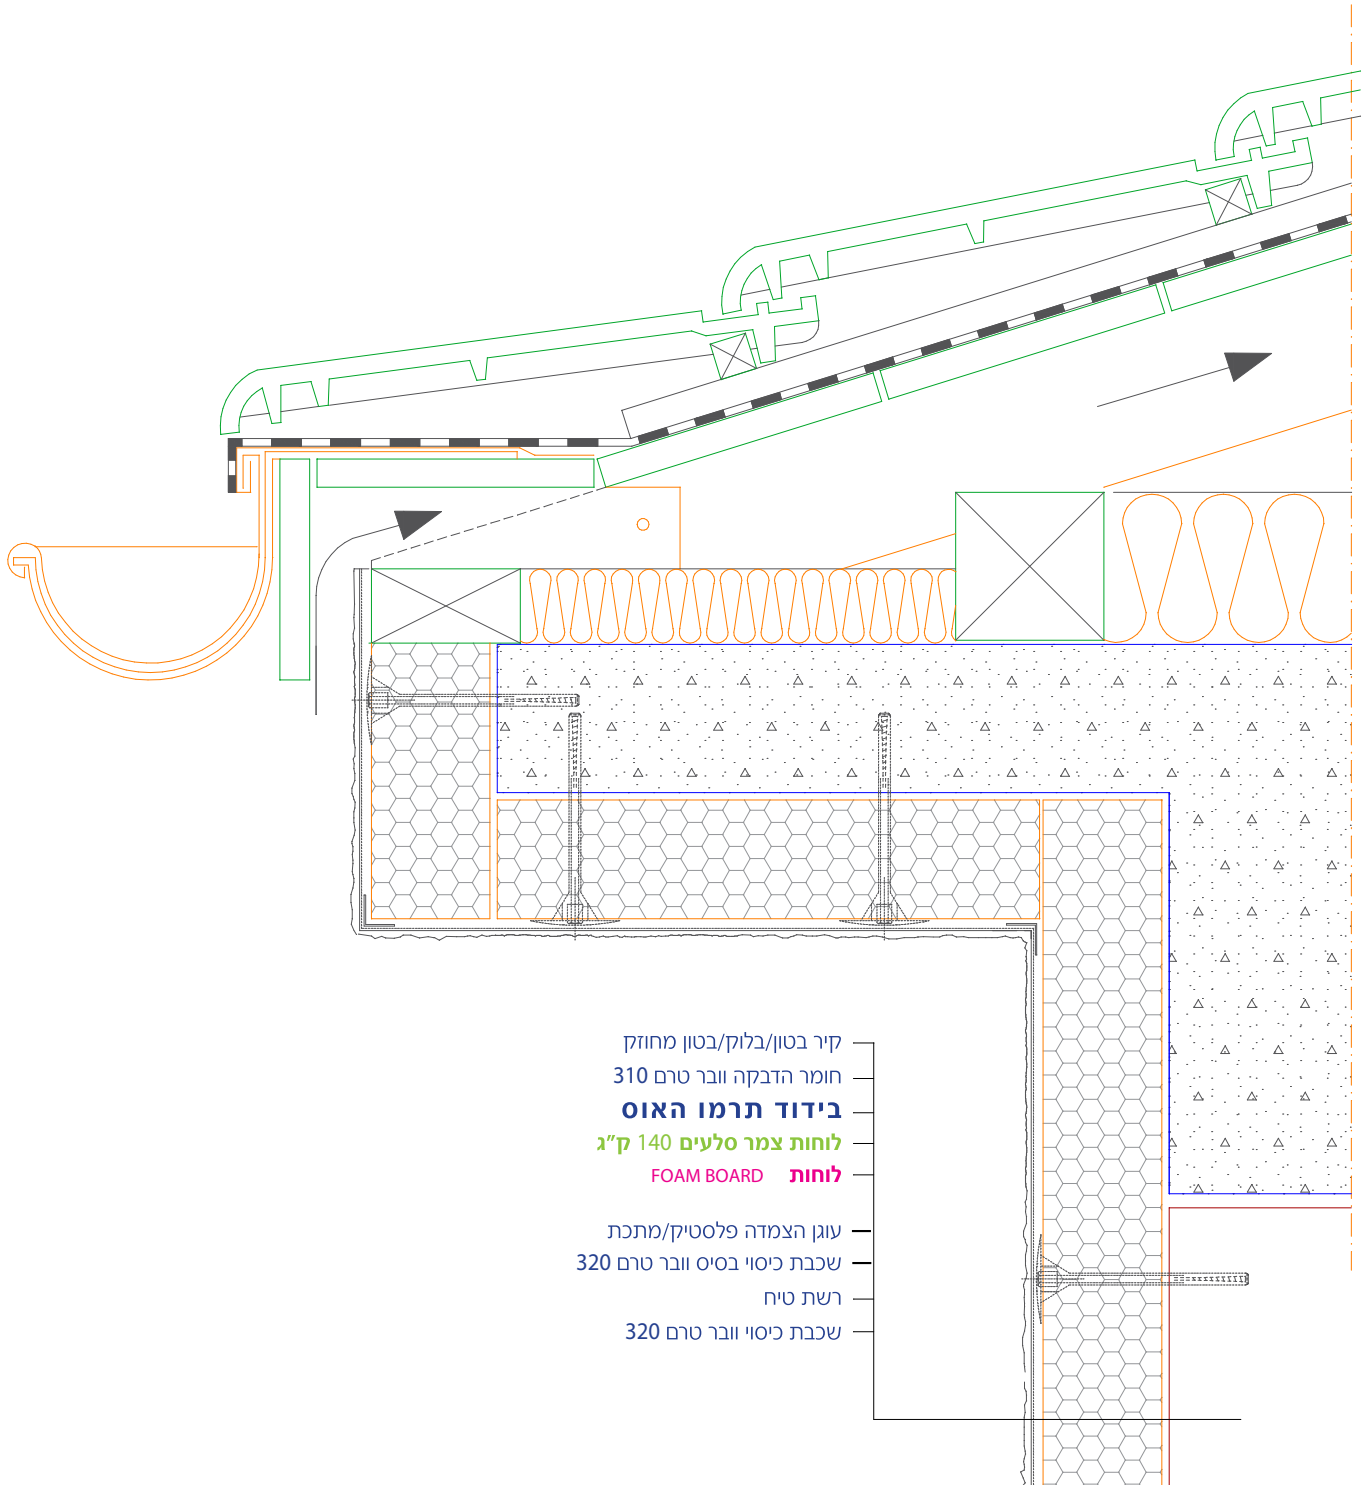 קיר בטון/בלוק/בטון מחוזק
חומר הדבקה וובר טרם 310
בידוד תרמו האוס
לוחות צמר סלעים 140 ק״ג
לוחות FOAM BOARD
עוגן הצמדה פלסטיק/מתכת
שכבת כיסוי בסיס וובר טרם 320
רשת טיח
שכבת כיסוי וובר טרם 320